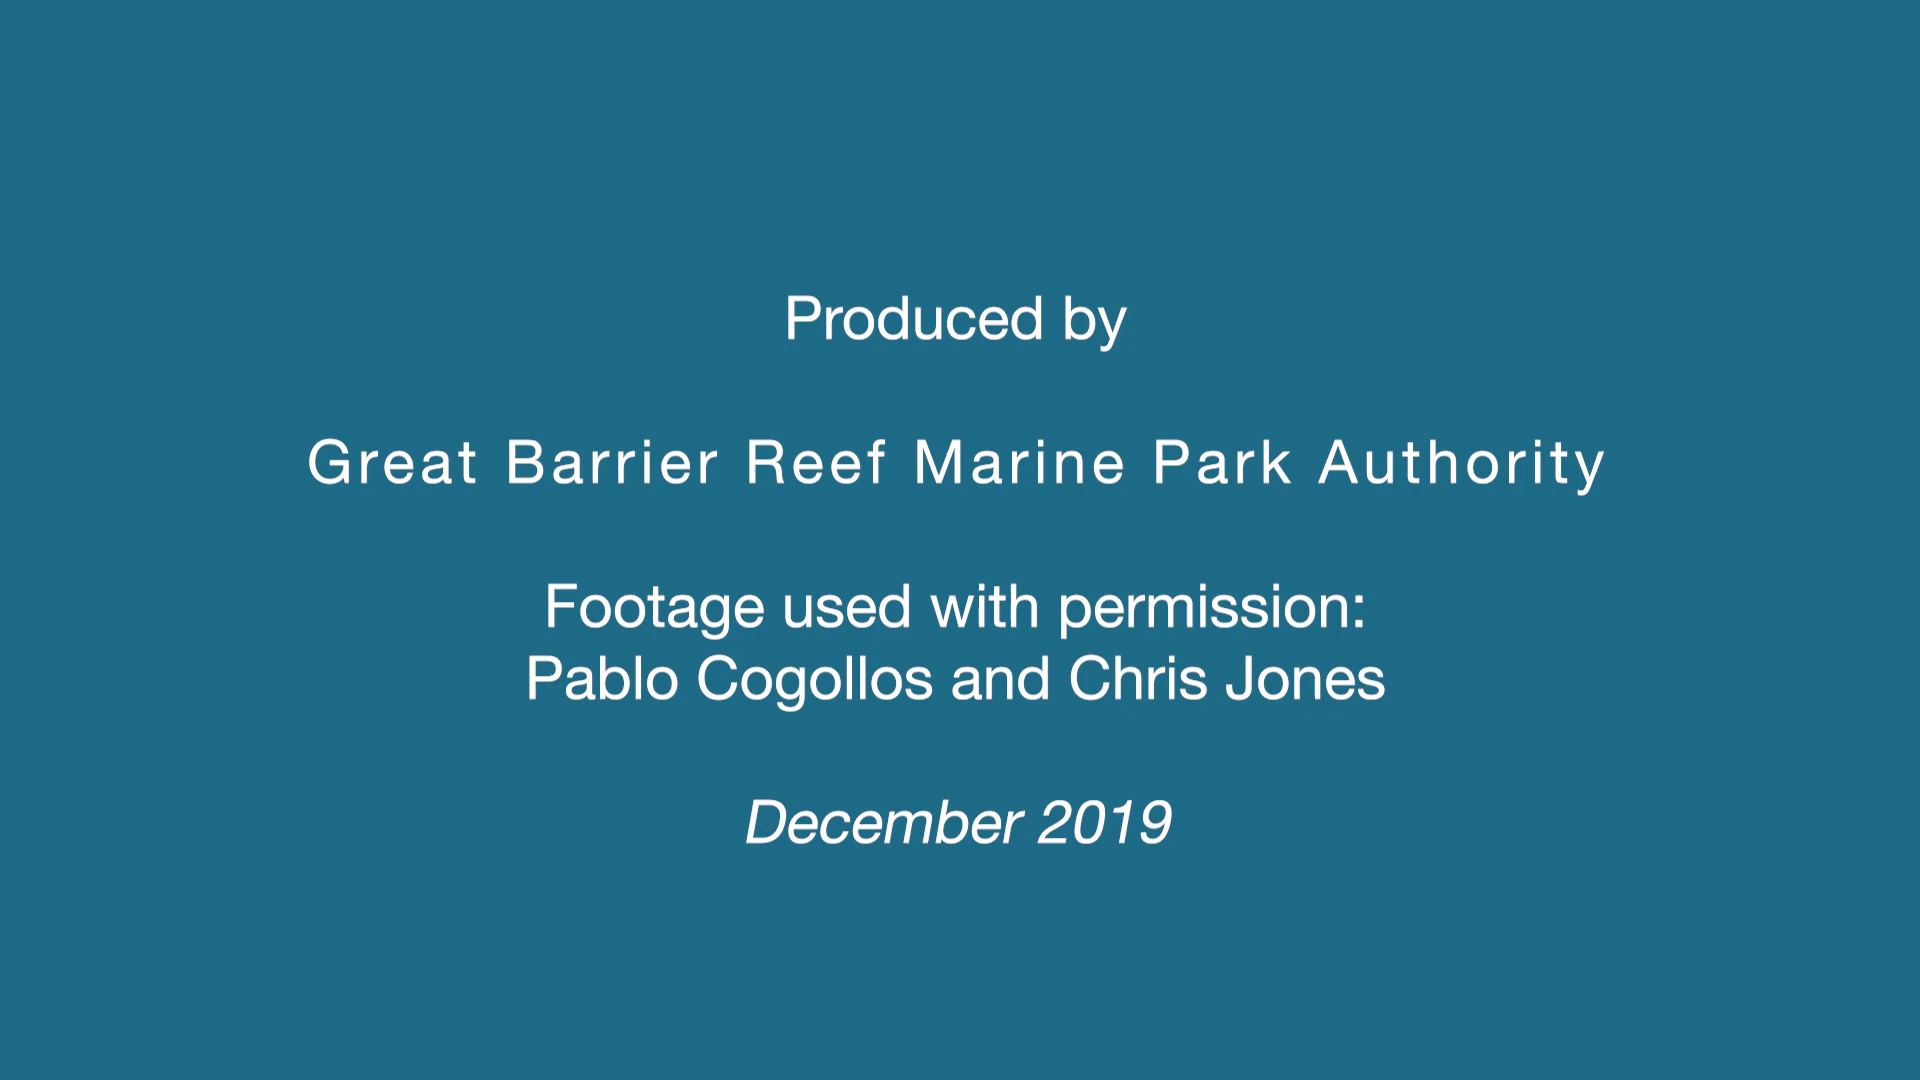 Produced by
Great Barrier Reef Marine Park Authority
Footage used with permission:
Pablo Cogollos and Chris Jones
December 2019